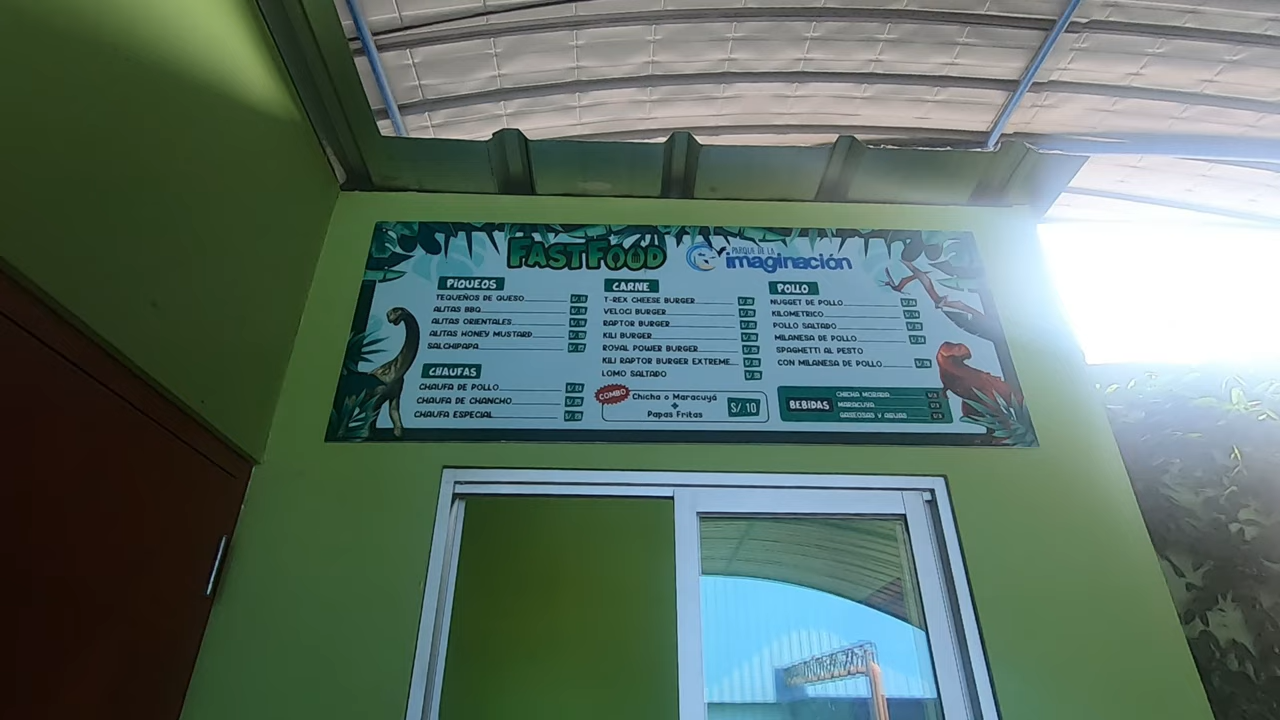 FASTFOOD
PARQUE DE LA
imaginación
PIQUEOS
TEQUEÑOS DE QUESO
ALITAS BBQ
ALITAS ORIENTALES
ALITAS HONEY MUSTARD
SALCHIPAPA
CHAUFAS
CHAUFA DE POLLO
CHAUFA DE CHANCHO
CHAUFA ESPECIAL
CARNE
T-REX CHEESE BURGER
VELOCI BURGER
RAPTOR BURGER
KILI BURGER
ROYAL POWER BURGER
KILI RAPTOR BURGER EXTREME
LOMO SALTADO
COMBO
Chicha o Maracuyá
+
Papas Fritas
S/.10
POLLO
NUGGET DE POLLO
KILOMETRICO
POLLO SALTADO
MILANESA DE POLLO
SPAGHETTI AL PESTO
CON MILANESA DE POLLO
BEBIDAS
CHICHA MORADA
MARACUYA
GASEOSAS Y AGUAS